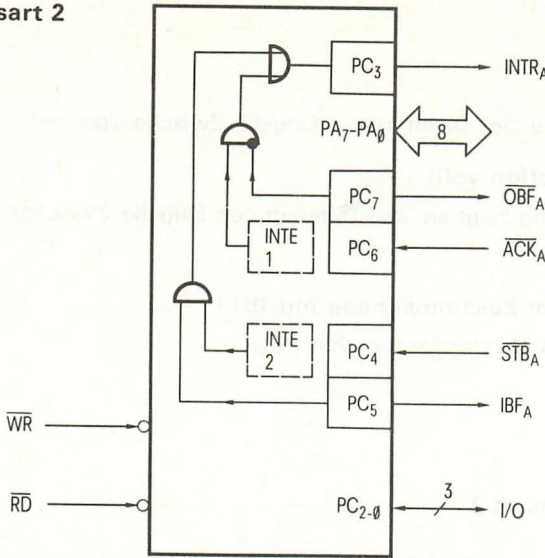 sart 2
PC3 INTRA
PA7-PAØ 8
PC7 OBFA
INTE 1
PC6 ACKA
INTE 2
PC4 STBA
PC5 IBFA
WR
RD
PC2-Ø 3 I/O